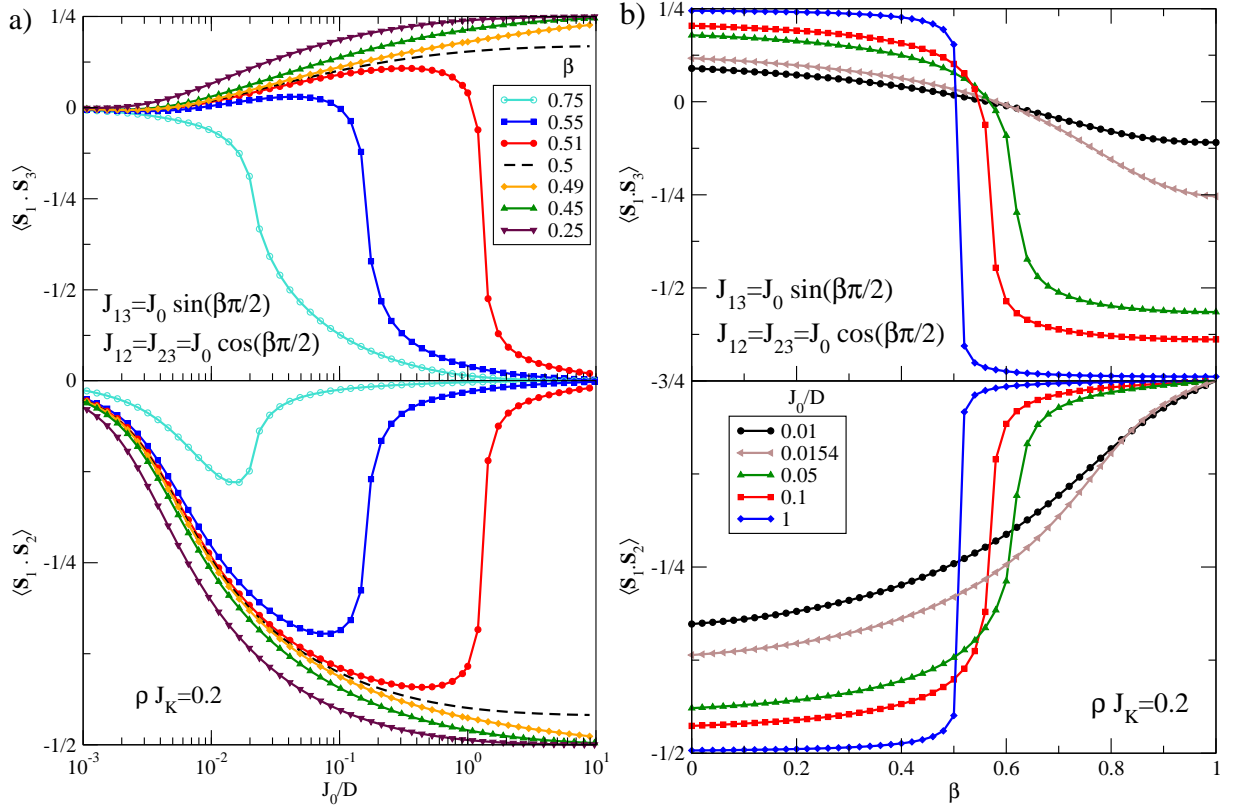 a)
1/4
0
-1/4
-1/2
0
-1/4
-1/2
⟨S₁ . S₃⟩
⟨S₁ . S₂⟩
β
0.75
0.55
0.51
0.5
0.49
0.45
0.25
J₁₃=J₀ sin(βπ/2)
J₁₂=J₂₃=J₀ cos(βπ/2)
ρ J_K=0.2
10⁻³
10⁻²
10⁻¹
10⁰
10¹
J₀/D
b)
1/4
0
-1/4
-1/2
-3/4
-1/4
-1/2
⟨S₁.S₃⟩
⟨S₁.S₂⟩
J₁₃=J₀ sin(βπ/2)
J₁₂=J₂₃=J₀ cos(βπ/2)
J₀/D
0.01
0.0154
0.05
0.1
1
ρ J_K=0.2
0
0.2
0.4
0.6
0.8
1
β